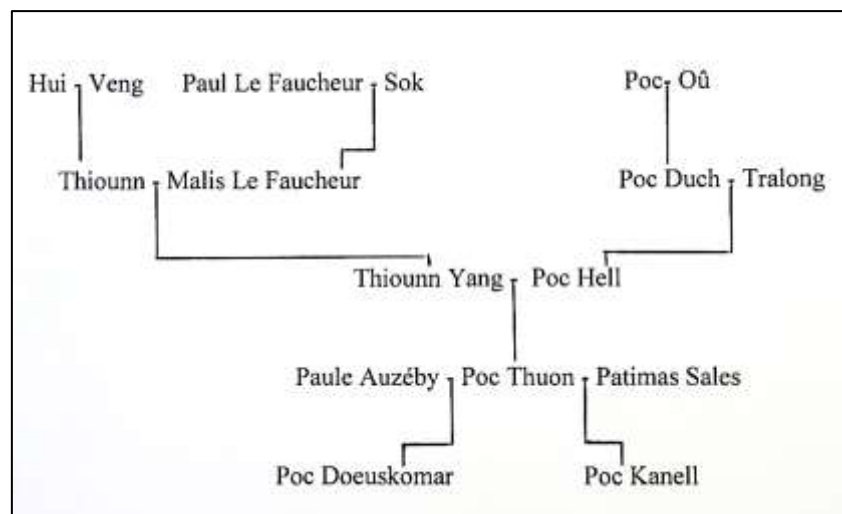 Hui - Veng Paul Le Faucheur - Sok Poc - Oû
Thiounn - Malis Le Faucheur Poc Duch - Tralong
Thiounn Yang - Poc Hell
Paule Auzéby - Poc Thuon - Patimas Sales
Poc Doeuskomar Poc Kanell